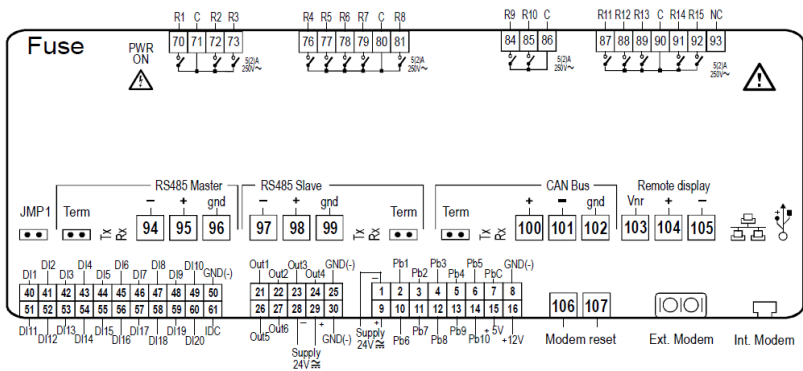 R1 C R2 R3 R4 R5 R6 R7 C R8 R9 R10 C R11 R12 R13 C R14 R15 NC
Fuse PWR ON 70 71 72 73 76 77 78 79 80 81 84 85 86 87 88 89 90 91 92 93
5(2)A 250V~ 5(2)A 250V~ 5(2)A 250V~ 5(2)A 250V~
RS485 Master RS485 Slave CAN Bus Remote display
JMP1 Term Tx Rx − + gnd − + gnd Tx Rx Term Term Tx Rx + − gnd Vnr + −
94 95 96 97 98 99 100 101 102 103 104 105
DI1 DI2 DI3 DI4 DI5 DI6 DI7 DI8 DI9 DI10 GND(-) Out1 Out2 Out3 Out4 GND(-) − Pb1 Pb2 Pb3 Pb4 Pb5 PbC GND(-)
40 41 42 43 44 45 46 47 48 49 50 21 22 23 24 25 1 2 3 4 5 6 7 8
51 52 53 54 55 56 57 58 59 60 61 26 27 28 29 30 9 10 11 12 13 14 15 16 106 107
DI11 DI12 DI13 DI14 DI15 DI16 DI17 DI18 DI19 DI20 IDC Out5 Out6 − + GND(-) + Pb6 Pb7 Pb8 Pb9 Pb10 + 5V +12V
Supply 24V Supply 24V Modem reset Ext. Modem Int. Modem